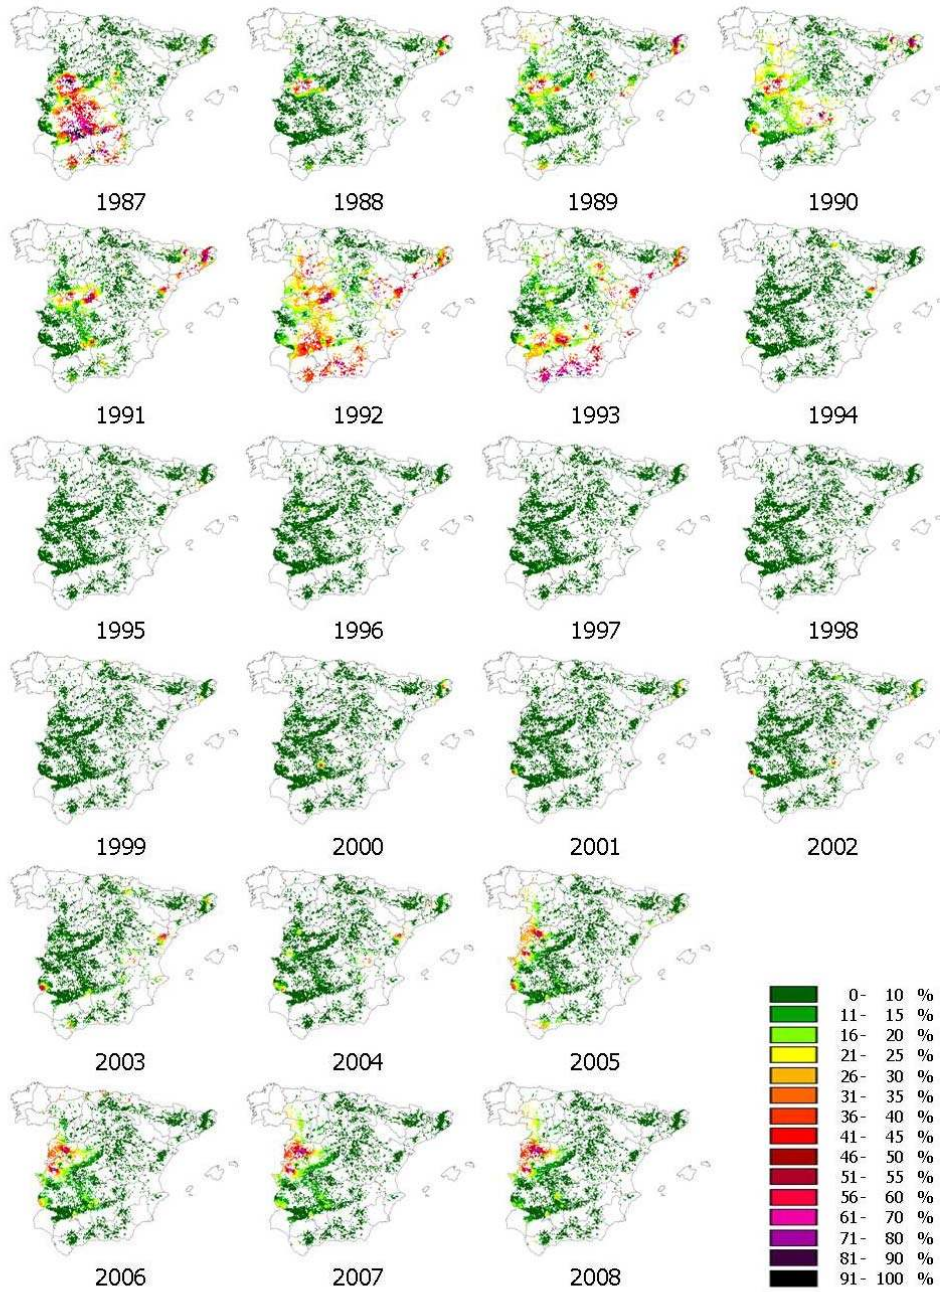 1987 1988 1989 1990
1991 1992 1993 1994
1995 1996 1997 1998
1999 2000 2001 2002
2003 2004 2005
2006 2007 2008
0- 10 %
11- 15 %
16- 20 %
21- 25 %
26- 30 %
31- 35 %
36- 40 %
41- 45 %
46- 50 %
51- 55 %
56- 60 %
61- 70 %
71- 80 %
81- 90 %
91- 100 %